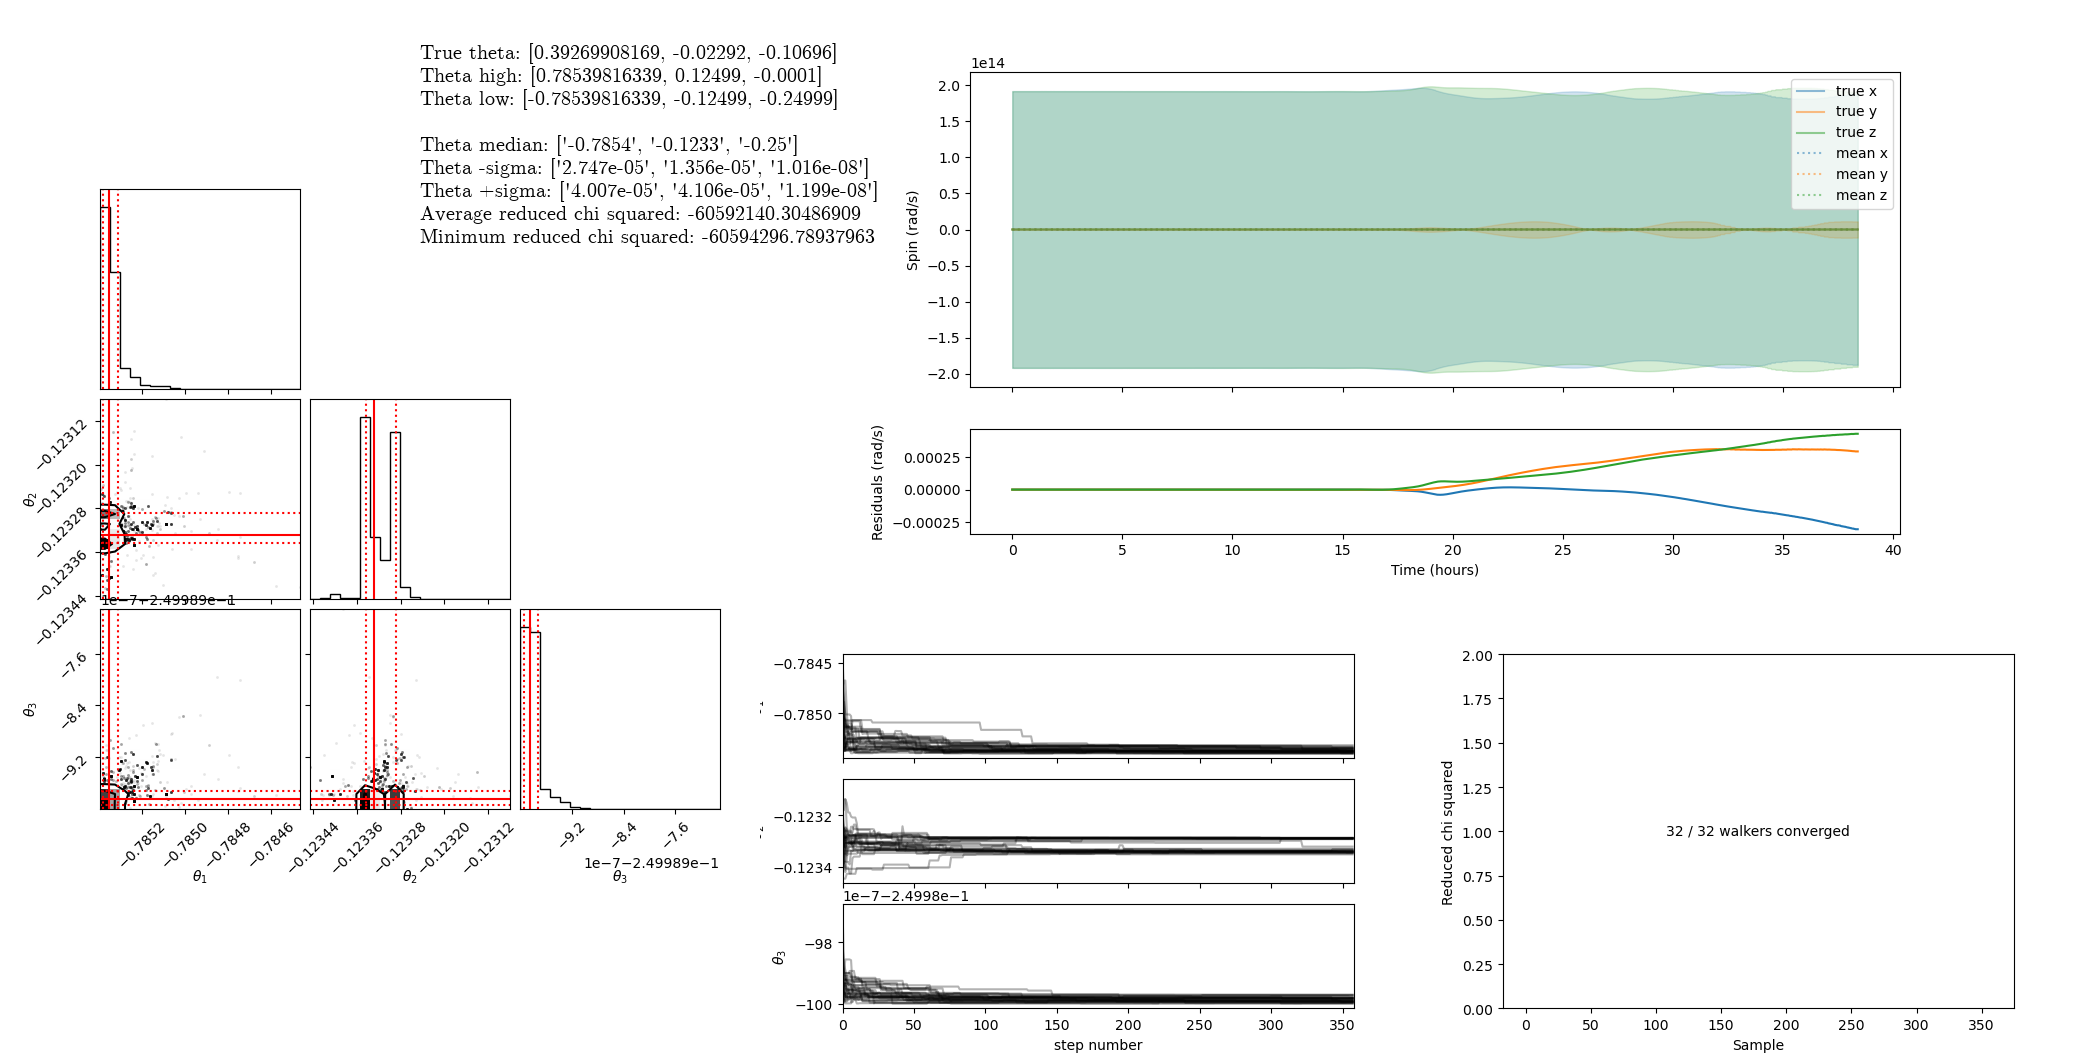 True theta: [0.39269908169, -0.02292, -0.10696]
Theta high: [0.78539816339, 0.12499, -0.0001]
Theta low: [-0.78539816339, -0.12499, -0.24999]
Theta median: ['-0.7854', '-0.1233', '-0.25']
Theta -sigma: ['2.747e-05', '1.356e-05', '1.016e-08']
Theta +sigma: ['4.007e-05', '4.106e-05', '1.199e-08']
Average reduced chi squared: -60592140.30486909
Minimum reduced chi squared: -60594296.78937963
1e14
2.0
1.5
1.0
0.5
0.0
−0.5
−1.0
−1.5
−2.0
Spin (rad/s)
true x
true y
true z
mean x
mean y
mean z
0.00025
0.00000
−0.00025
Residuals (rad/s)
0 5 10 15 20 25 30 35 40
Time (hours)
−0.12312
−0.12320
−0.12328
−0.12336
−0.12344
θ2
1e−7−2.49989e−1
−7.6
−8.4
−9.2
θ3
−0.7852 −0.7850 −0.7848 −0.7846
θ1
−0.12344 −0.12336 −0.12328 −0.12320 −0.12312
θ2
−9.2 −8.4 −7.6
1e−7−2.49989e−1
θ3
−0.7845
−0.7850
−0.1232
−0.1234
1e−7−2.4998e−1
−98
−100
θ3
0 50 100 150 200 250 300 350
step number
2.00
1.75
1.50
1.25
1.00
0.75
0.50
0.25
0.00
Reduced chi squared
32 / 32 walkers converged
0 50 100 150 200 250 300 350
Sample